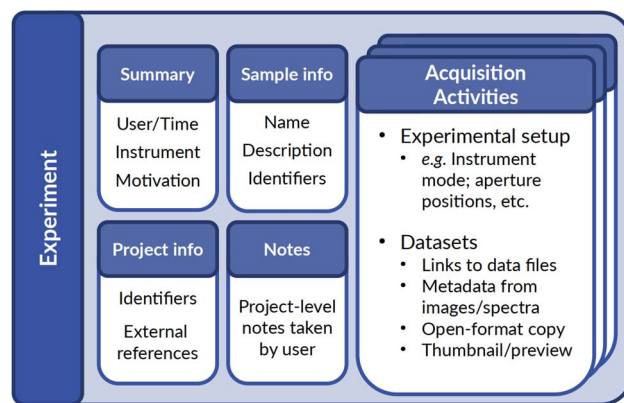 Experiment
Summary
User/Time
Instrument
Motivation
Sample info
Name
Description
Identifiers
Project info
Identifiers
External
references
Notes
Project-level
notes taken
by user
Acquisition
Activities
• Experimental setup
• e.g. Instrument
mode; aperture
positions, etc.
• Datasets
• Links to data files
• Metadata from
images/spectra
• Open-format copy
• Thumbnail/preview